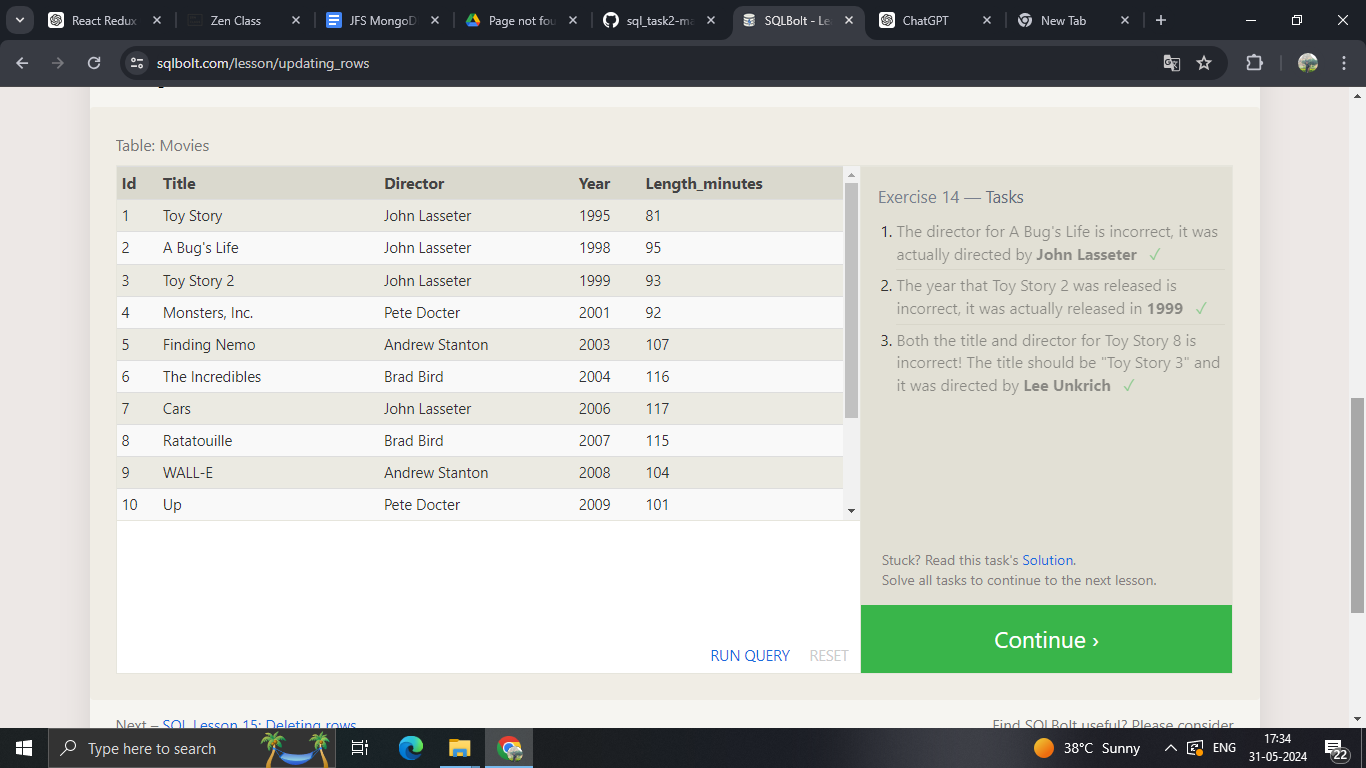 React Redux
Zen Class
JFS MongoD
Page not fou
sql_task2-ma
SQLBolt - Le
ChatGPT
New Tab
sqlbolt.com/lesson/updating_rows
Table: Movies
Id Title Director Year Length_minutes
1 Toy Story John Lasseter 1995 81
2 A Bug's Life John Lasseter 1998 95
3 Toy Story 2 John Lasseter 1999 93
4 Monsters, Inc. Pete Docter 2001 92
5 Finding Nemo Andrew Stanton 2003 107
6 The Incredibles Brad Bird 2004 116
7 Cars John Lasseter 2006 117
8 Ratatouille Brad Bird 2007 115
9 WALL-E Andrew Stanton 2008 104
10 Up Pete Docter 2009 101
RUN QUERY RESET
Exercise 14 — Tasks
1. The director for A Bug's Life is incorrect, it was
actually directed by John Lasseter ✓
2. The year that Toy Story 2 was released is
incorrect, it was actually released in 1999 ✓
3. Both the title and director for Toy Story 8 is
incorrect! The title should be "Toy Story 3" and
it was directed by Lee Unkrich ✓
Stuck? Read this task's Solution.
Solve all tasks to continue to the next lesson.
Continue ›
Next – SQL Lesson 15: Deleting rows
Find SQLBolt useful? Please consider
Type here to search
38°C Sunny
ENG
17:34
31-05-2024
22